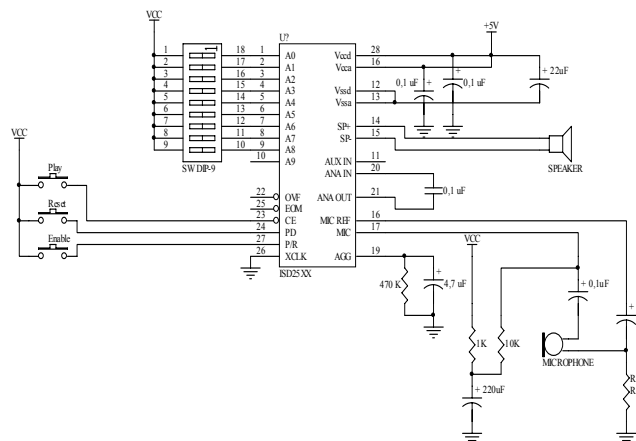 VCC
+5V
U?
1 18 1 A0 Vccd 28
2 17 2 A1 Vcca 16
3 16 3 A2
4 15 4 A3 Vssd 12
5 14 5 A4 Vssa 13
6 13 6 A5
7 12 7 A6 SP+ 14
8 11 8 A7 SP- 15
9 10 9 A8
10 A9 AUX IN 11
ANA IN 20
SW DIP-9
0,1 uF +
+ 0,1 uF
+ 22uF
SPEAKER
VCC
Play
Reset
Enable
22 OVF ANA OUT 21
25 EOM
23 CE MIC REF 16
24 PD MIC 17
27 P/R
26 XCLK AGG 19
ISD25XX
0,1 uF
470 K
+ 4,7 uF
VCC
+ 0,1uF
+
1K
10K
MICROPHONE
+ 220uF
R
R